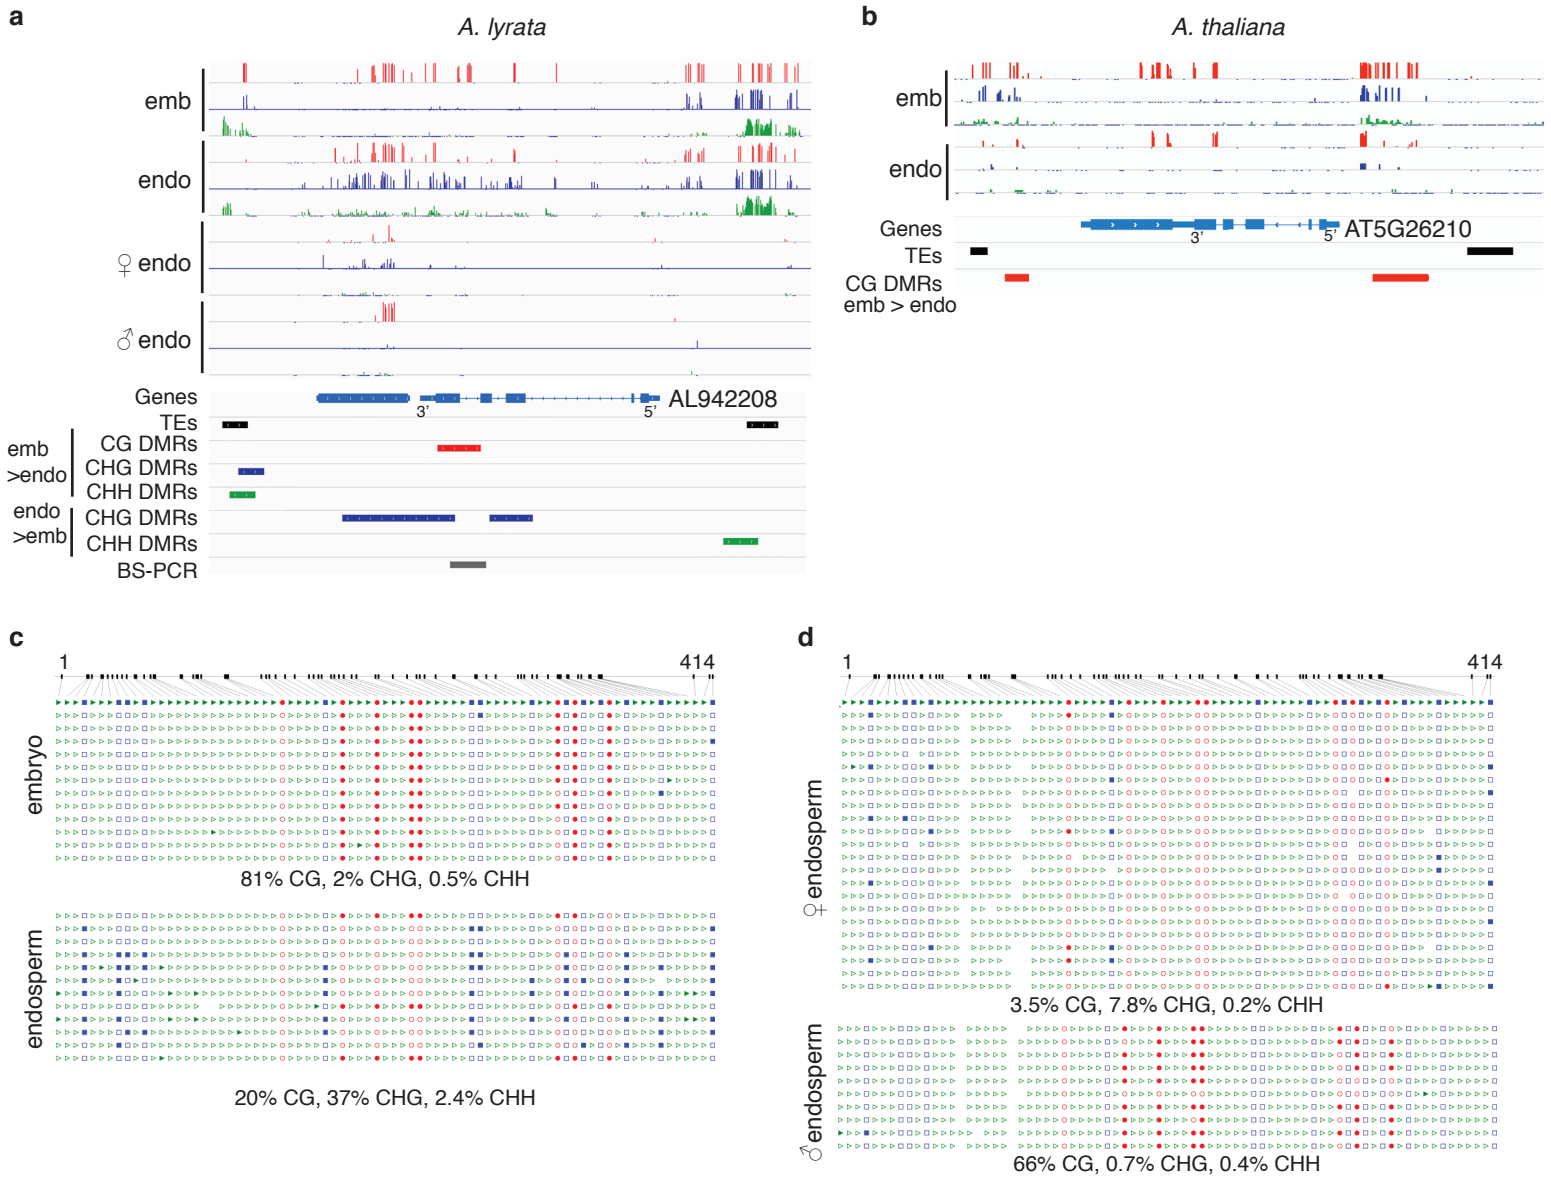 a
A. lyrata
emb
endo
♀ endo
♂ endo
Genes
3’
5’
AL942208
TEs
emb
>endo
CG DMRs
CHG DMRs
CHH DMRs
endo
>emb
CHG DMRs
CHH DMRs
BS-PCR
b
A. thaliana
emb
endo
Genes
3’
5’
AT5G26210
TEs
CG DMRs
emb > endo
c
1
414
embryo
81% CG, 2% CHG, 0.5% CHH
endosperm
20% CG, 37% CHG, 2.4% CHH
d
1
414
♀ endosperm
3.5% CG, 7.8% CHG, 0.2% CHH
♂ endosperm
66% CG, 0.7% CHG, 0.4% CHH